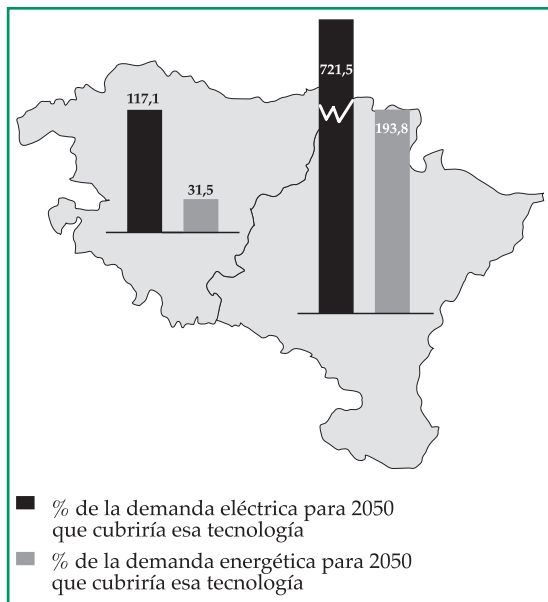 721,5
117,1
193,8
31,5
% de la demanda eléctrica para 2050
que cubriría esa tecnología
% de la demanda energética para 2050
que cubriría esa tecnología